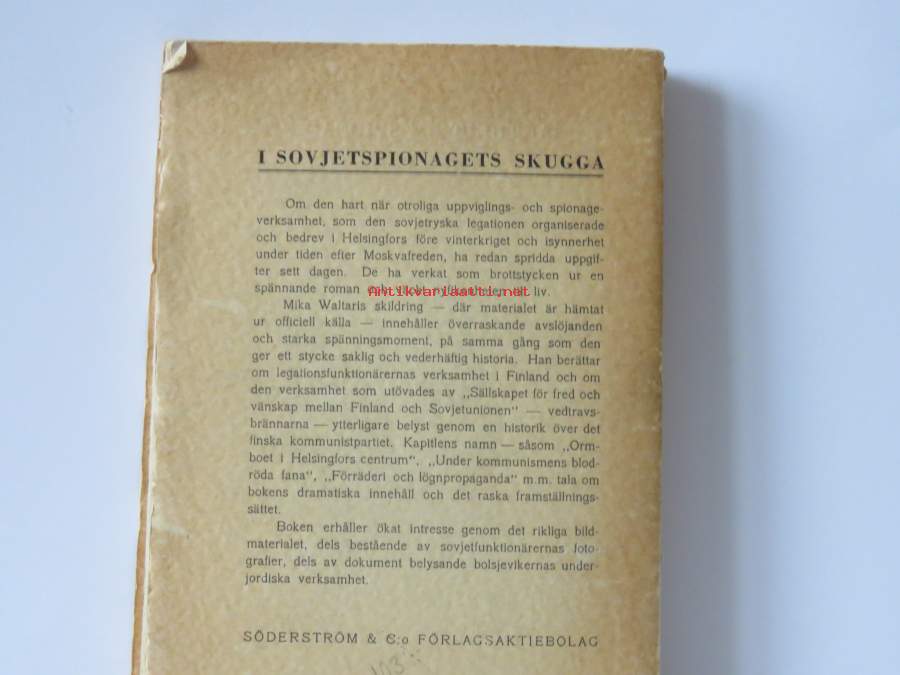 I SOVJETSPIONAGETS SKUGGA
Om den hart när otroliga uppviglings- och spionage-
verksamhet, som den sovjetryska legationen organiserade
och bedrev i Helsingfors före vinterkriget och isynnerhet
under tiden efter Moskvafreden, ha redan spridda uppgif-
ter sett dagen. De ha verkat som brottstycken ur en
spännande roman liv.
Antikvariaatti.net
Mika Waltaris skildring — där materialet är hämtat
ur officiell källa — innehåller överraskande avslöjanden
och starka spänningsmoment, på samma gång som den
ger ett stycke saklig och vederhäftig historia. Han berättar
om legationsfunktionärernas verksamhet i Finland och om
den verksamhet som utövades av „Sällskapet för fred och
vänskap mellan Finland och Sovjetunionen" — vedtravs-
brännarna — ytterligare belyst genom en historik över det
finska kommunistpartiet. Kapitlens namn — såsom „Orm-
boet i Helsingfors centrum", „Under kommunismens blod-
röda fana", „Förräderi och lögnpropaganda" m.m. tala om
bokens dramatiska innehåll och det raska framställnings-
sättet.
Boken erhåller ökat intresse genom det rikliga bild-
materialet, dels bestående av sovjetfunktionärernas foto-
grafier, dels av dokument belysande bolsjevikernas under-
jordiska verksamhet.
SÖDERSTRÖM & C:o FÖRLAGSAKTIEBOLAG